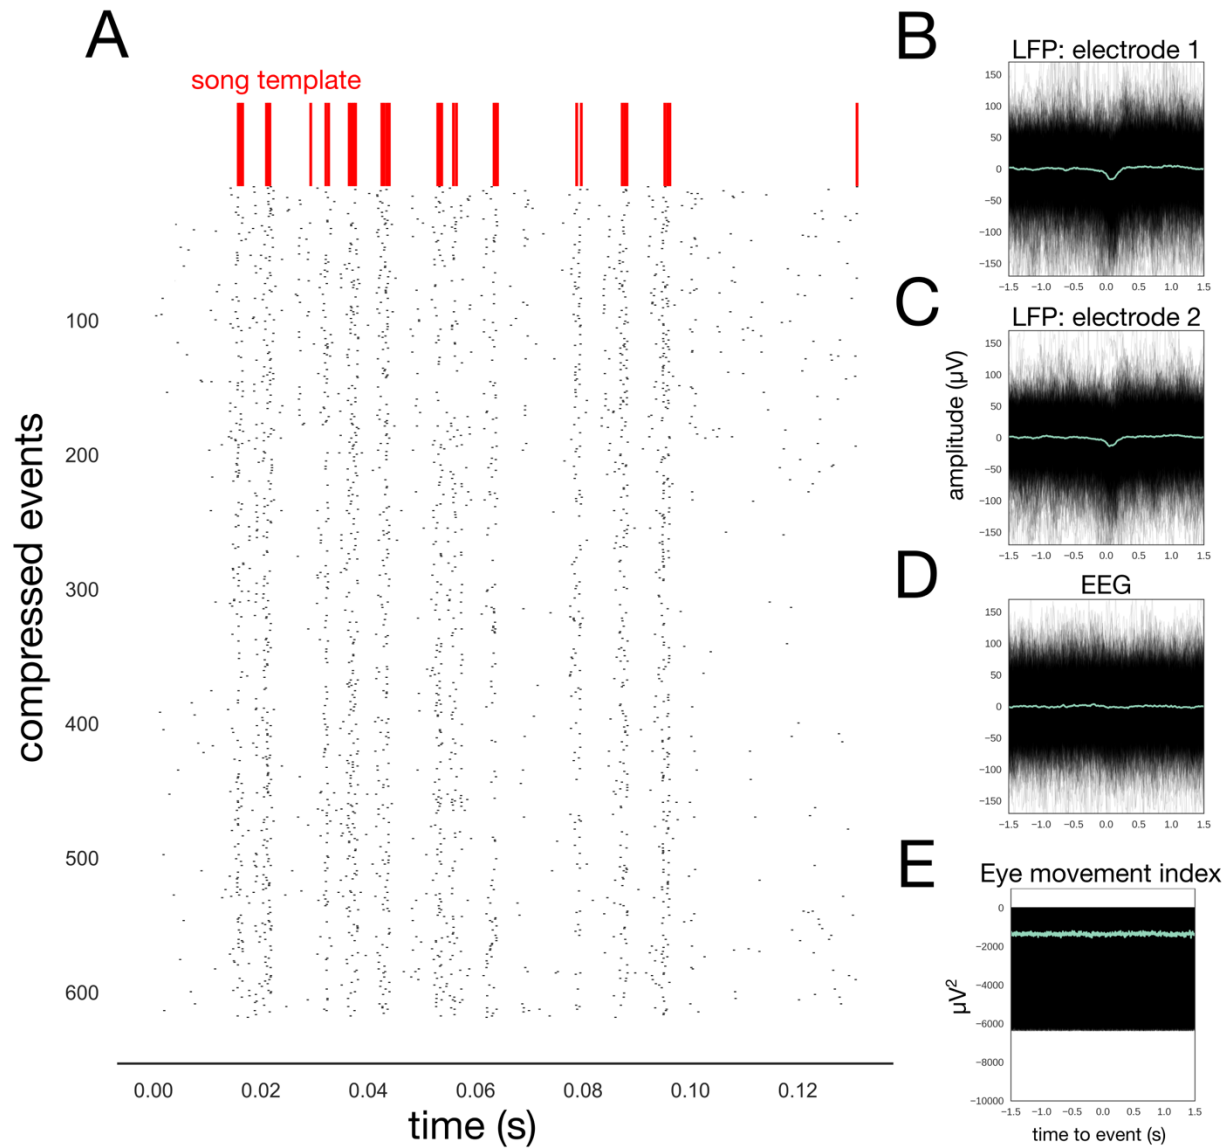 A
song template
compressed events
100
200
300
400
500
600
0.00 0.02 0.04 0.06 0.08 0.10 0.12
time (s)
B
LFP: electrode 1
150
100
50
0
−50
−100
−150
−1.5 −1.0 −0.5 0.0 0.5 1.0 1.5
C
LFP: electrode 2
amplitude (µV)
150
100
50
0
−50
−100
−150
−1.5 −1.0 −0.5 0.0 0.5 1.0 1.5
D
EEG
150
100
50
0
−50
−100
−150
−1.5 −1.0 −0.5 0.0 0.5 1.0 1.5
E
Eye movement index
µV²
0
−2000
−4000
−6000
−8000
−10000
−1.5 −1.0 −0.5 0.0 0.5 1.0 1.5
time to event (s)